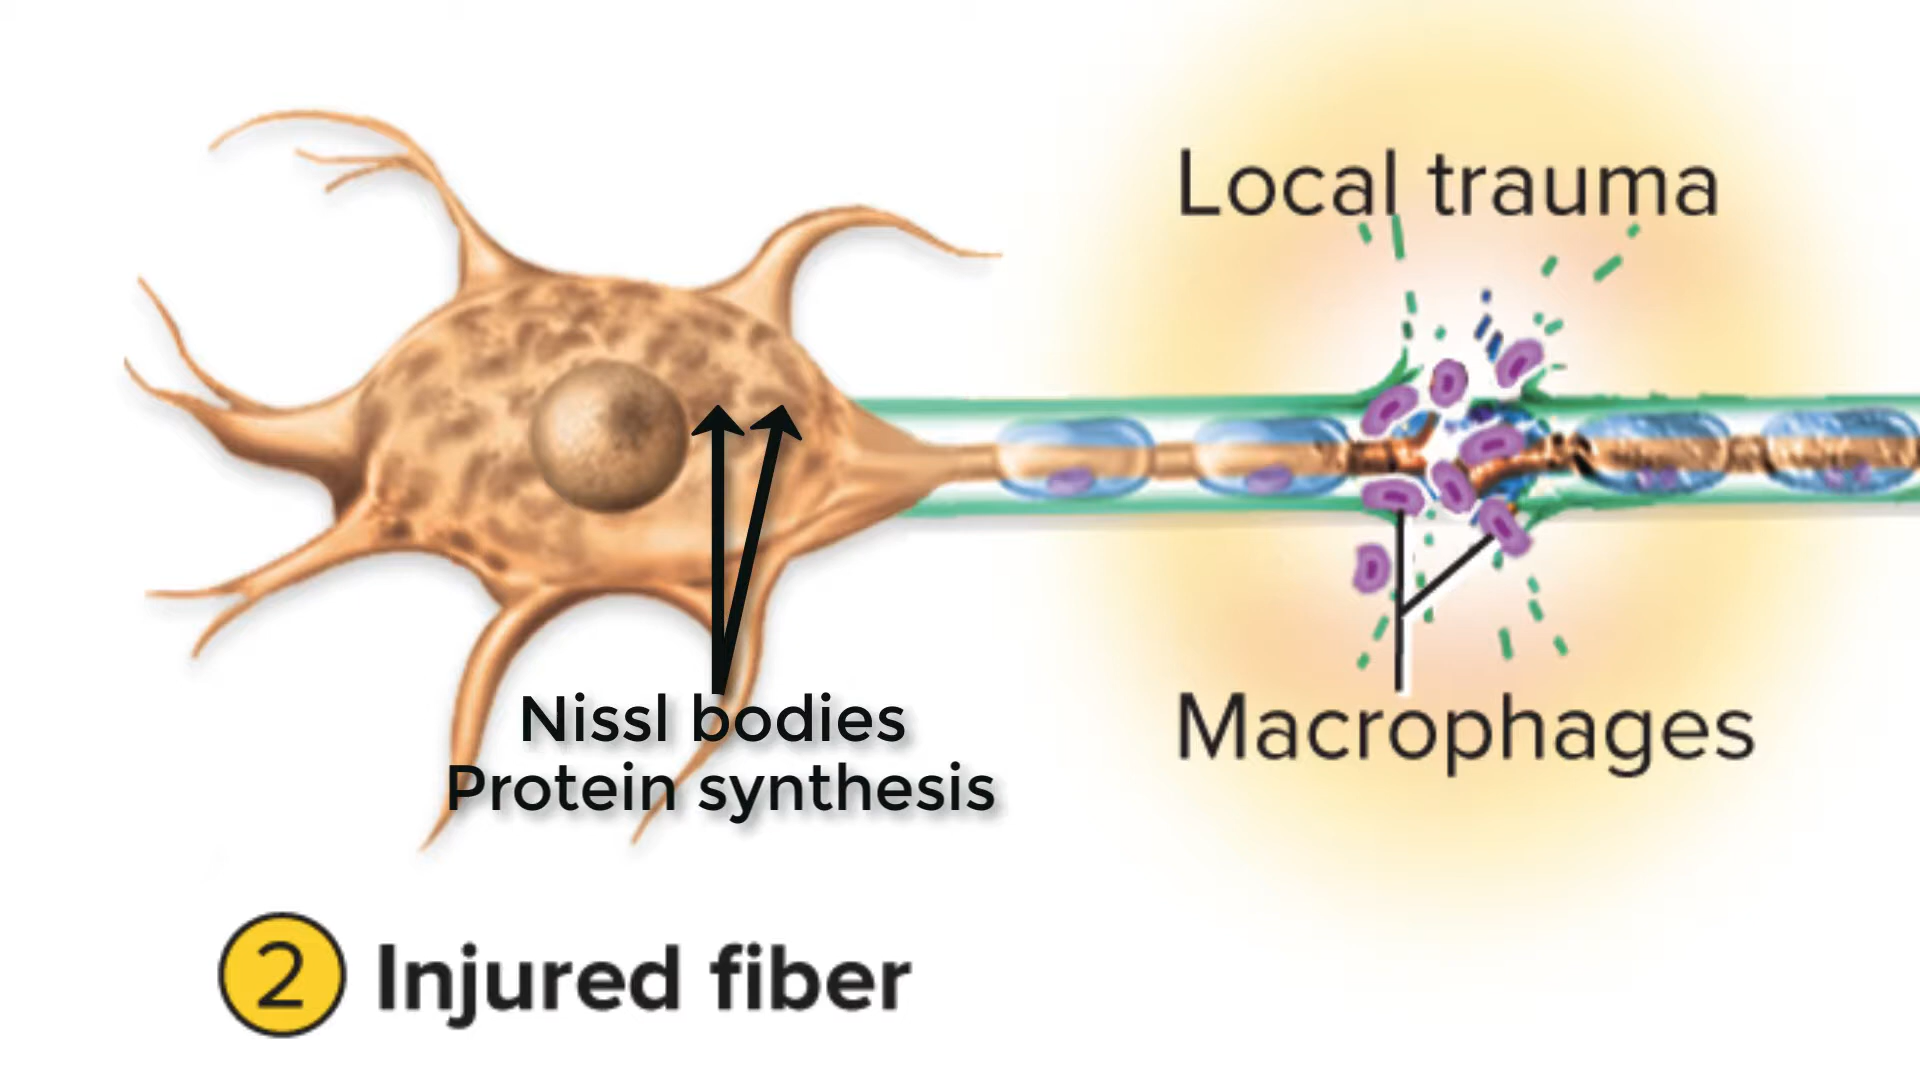 Local trauma
Nissl bodies
Protein synthesis
Macrophages
2 Injured fiber